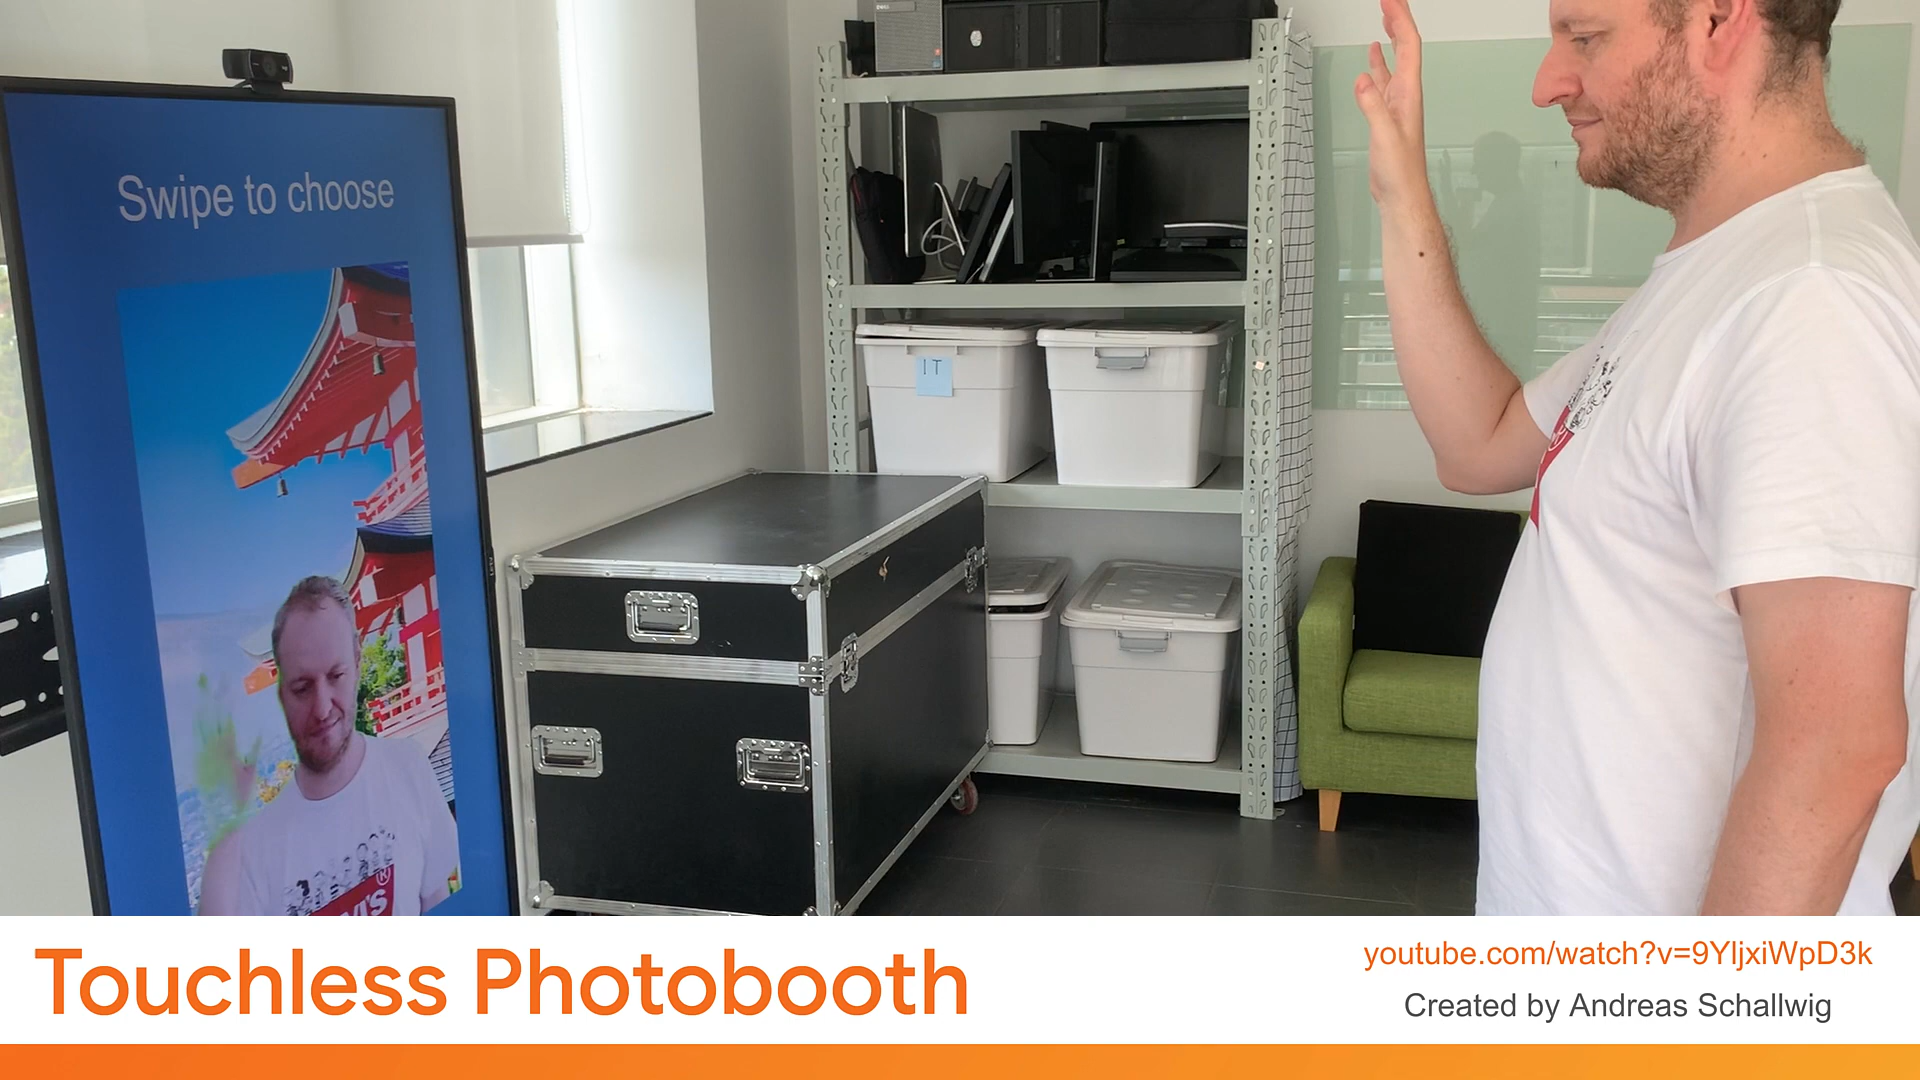 Swipe to choose
IT
Touchless Photobooth
youtube.com/watch?v=9YljxiWpD3k
Created by Andreas Schallwig